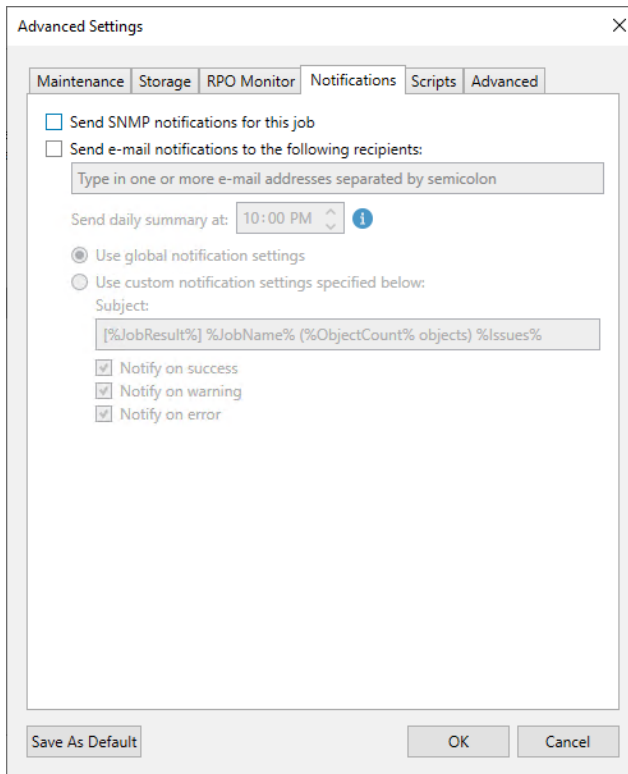 Advanced Settings
Maintenance Storage RPO Monitor Notifications Scripts Advanced
Send SNMP notifications for this job
Send e-mail notifications to the following recipients:
Type in one or more e-mail addresses separated by semicolon
Send daily summary at: 10:00 PM
Use global notification settings
Use custom notification settings specified below:
Subject:
[%JobResult%] %JobName% (%ObjectCount% objects) %Issues%
Notify on success
Notify on warning
Notify on error
Save As Default OK Cancel